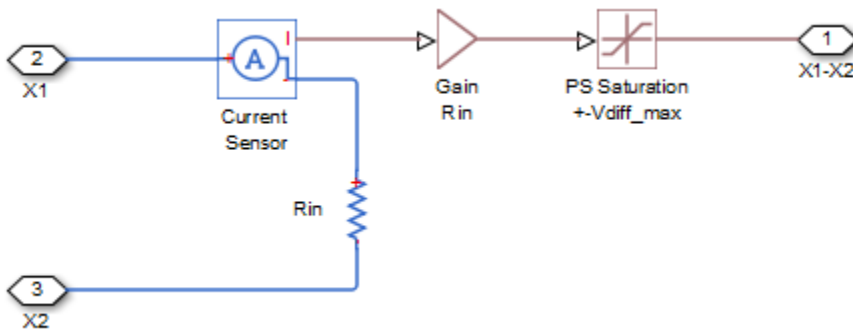 2
X1
A
I
Current
Sensor
Gain
Rin
PS Saturation
+-Vdiff_max
1
X1-X2
Rin
3
X2